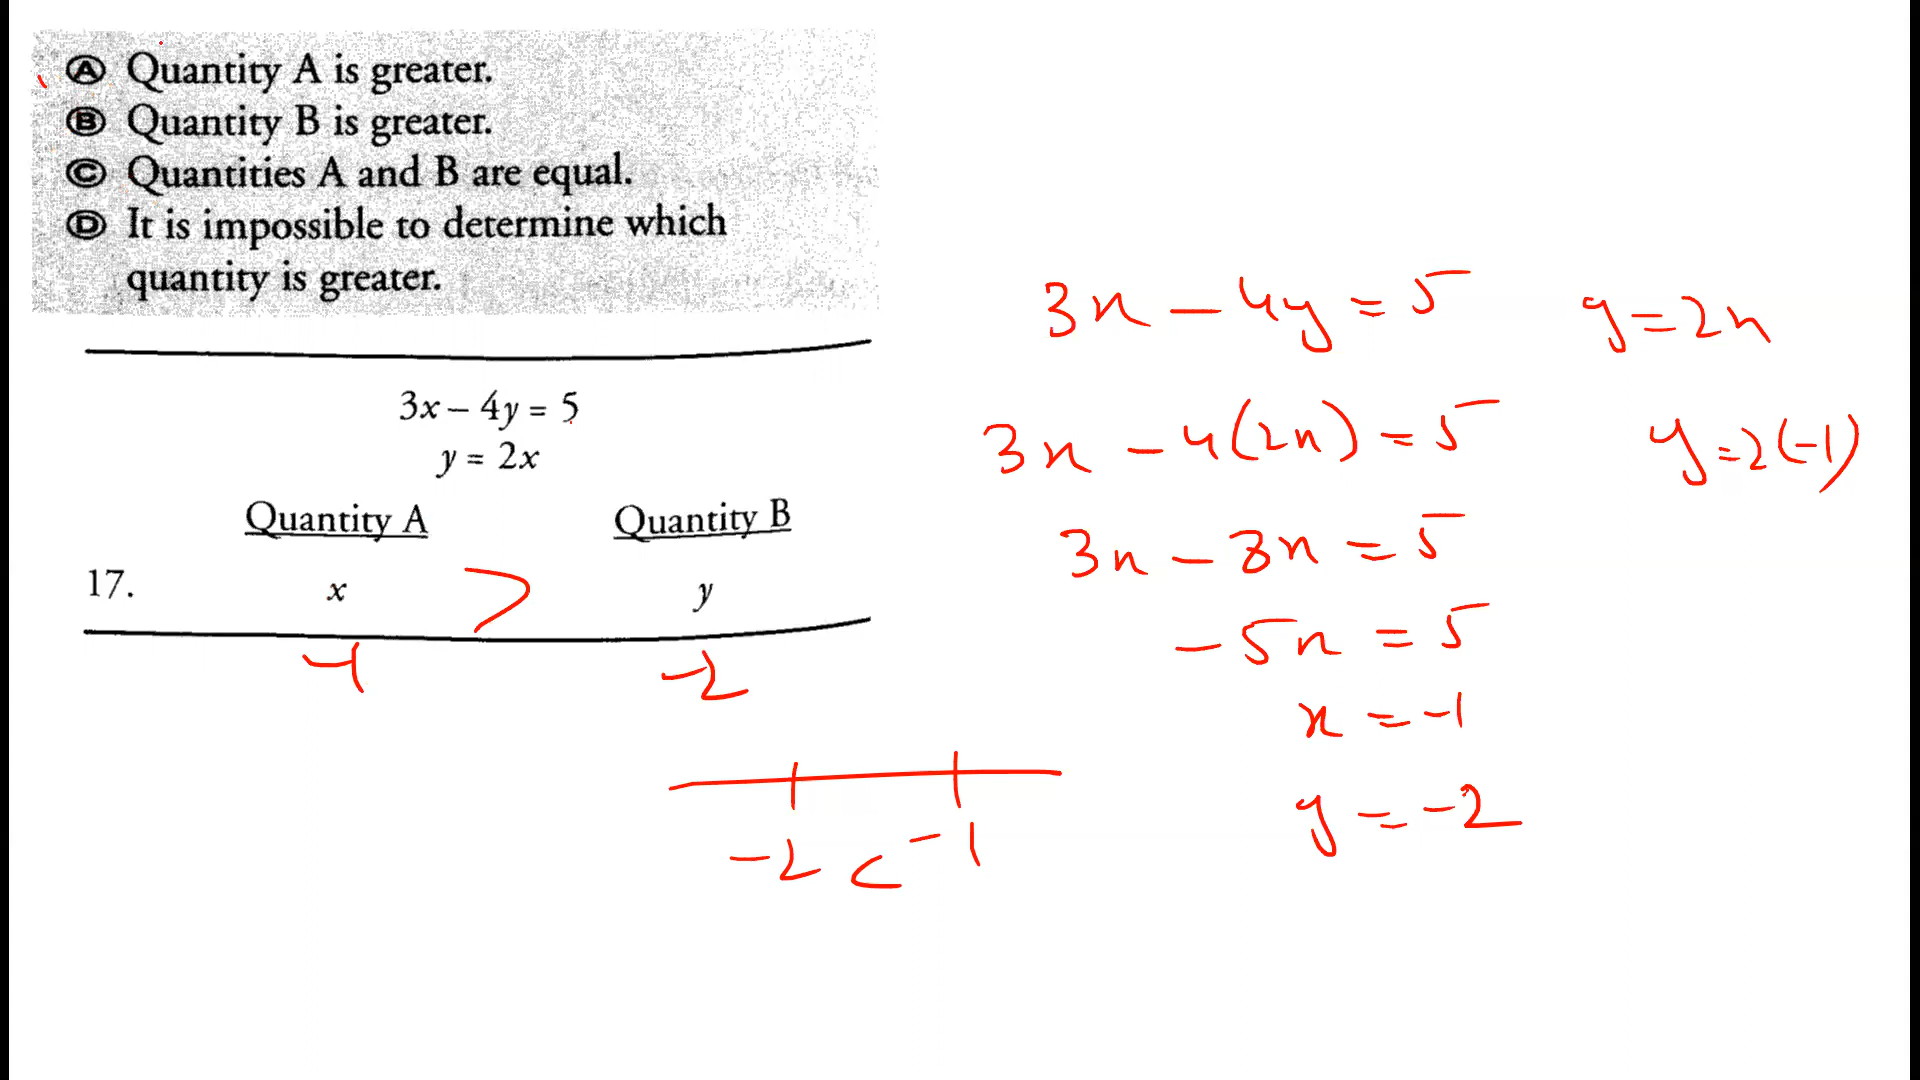 Ⓐ Quantity A is greater.
Ⓑ Quantity B is greater.
Ⓒ Quantities A and B are equal.
Ⓓ It is impossible to determine which
quantity is greater.
3x – 4y = 5
y = 2x
Quantity A Quantity B
17. x > y
-1 -2
-2 < -1
3x - 4y = 5 y = 2x
3x - 4(2x) = 5 y = 2(-1)
3x - 8x = 5
- 5x = 5
x = -1
y = -2